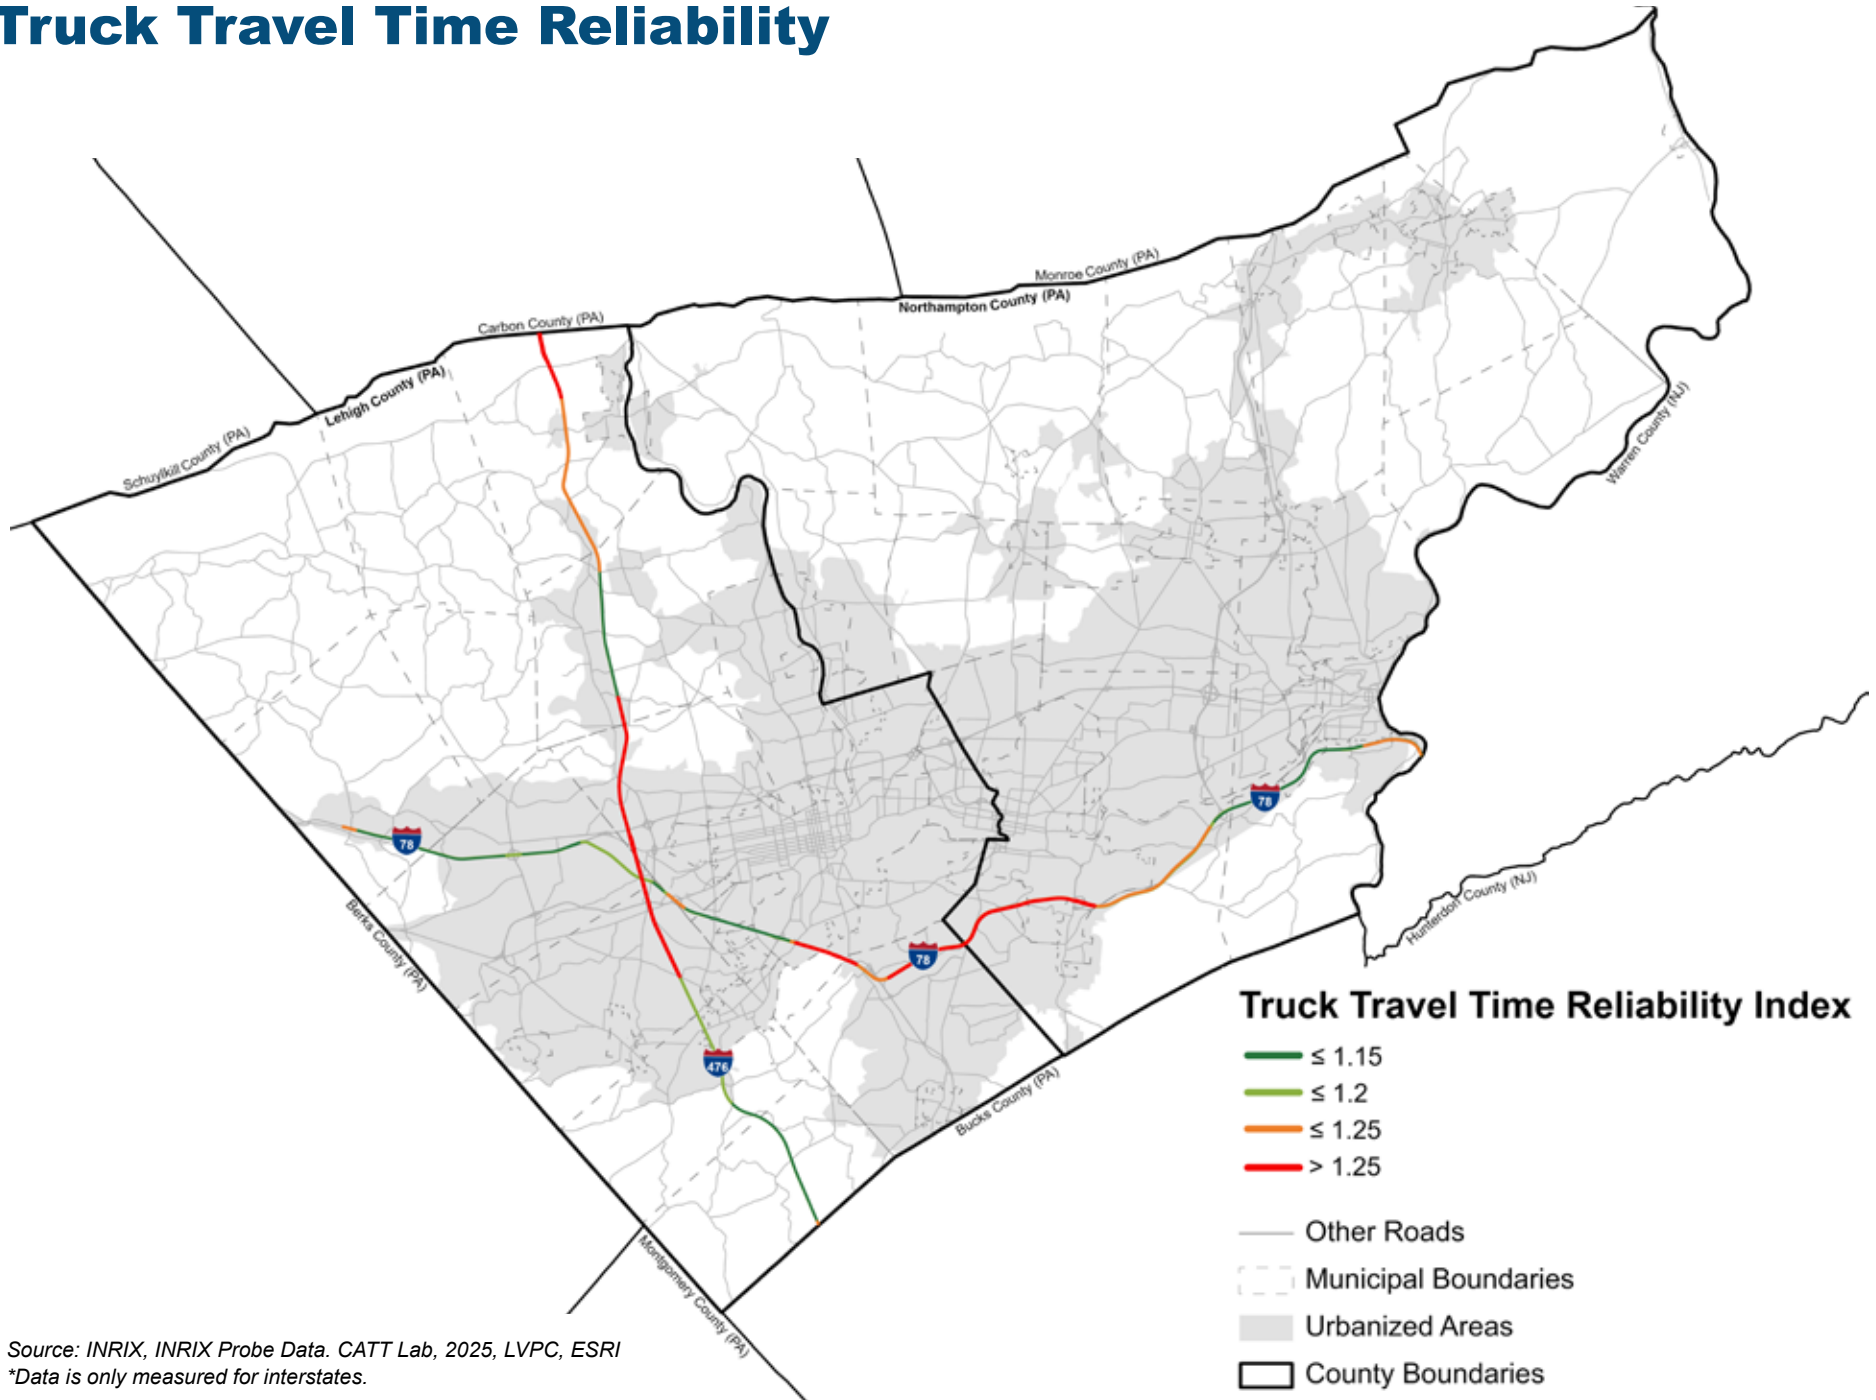 Truck Travel Time Reliability
Monroe County (PA)
Northampton County (PA)
Carbon County (PA)
Lehigh County (PA)
Schuylkill County (PA)
Warren County (NJ)
78
78
78
Hunterdon County (NJ)
Berks County (PA)
476
Bucks County (PA)
Montgomery County (PA)
Truck Travel Time Reliability Index
≤ 1.15
≤ 1.2
≤ 1.25
> 1.25
Other Roads
Municipal Boundaries
Urbanized Areas
County Boundaries
Source: INRIX, INRIX Probe Data. CATT Lab, 2025, LVPC, ESRI
*Data is only measured for interstates.